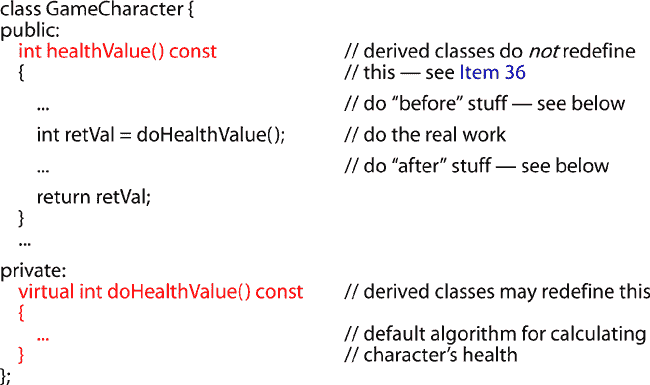 class GameCharacter {
public:
int healthValue() const // derived classes do not redefine
{ // this — see Item 36
... // do “before” stuff — see below
int retVal = doHealthValue(); // do the real work
... // do “after” stuff — see below
return retVal;
}
...
private:
virtual int doHealthValue() const // derived classes may redefine this
{
... // default algorithm for calculating
} // character’s health
};